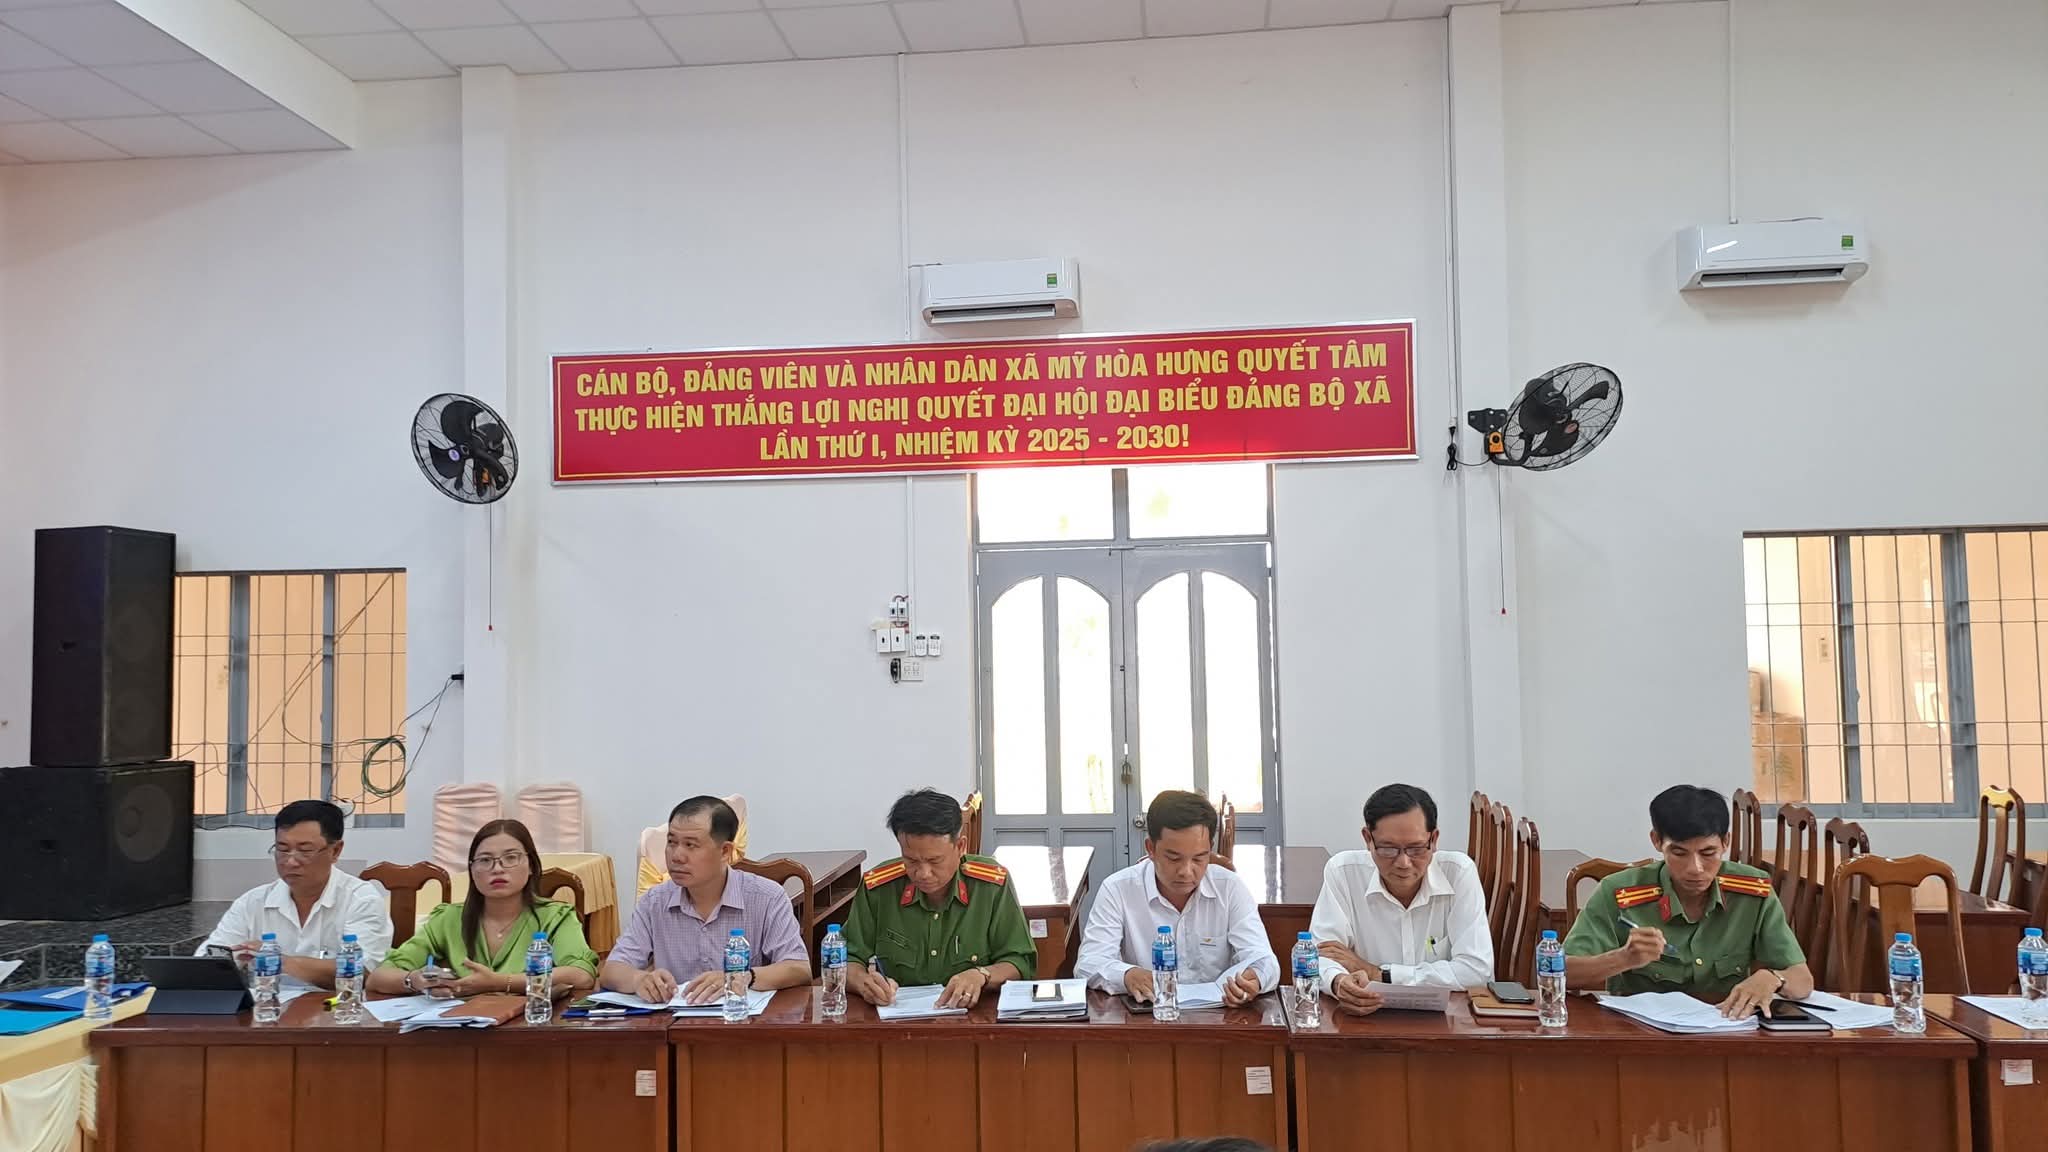 CÁN BỘ, ĐẢNG VIÊN VÀ NHÂN DÂN XÃ MỸ HÒA HƯNG QUYẾT TÂM
THỰC HIỆN THẮNG LỢI NGHỊ QUYẾT ĐẠI HỘI ĐẠI BIỂU ĐẢNG BỘ XÃ
LẦN THỨ I, NHIỆM KỲ 2025 - 2030!